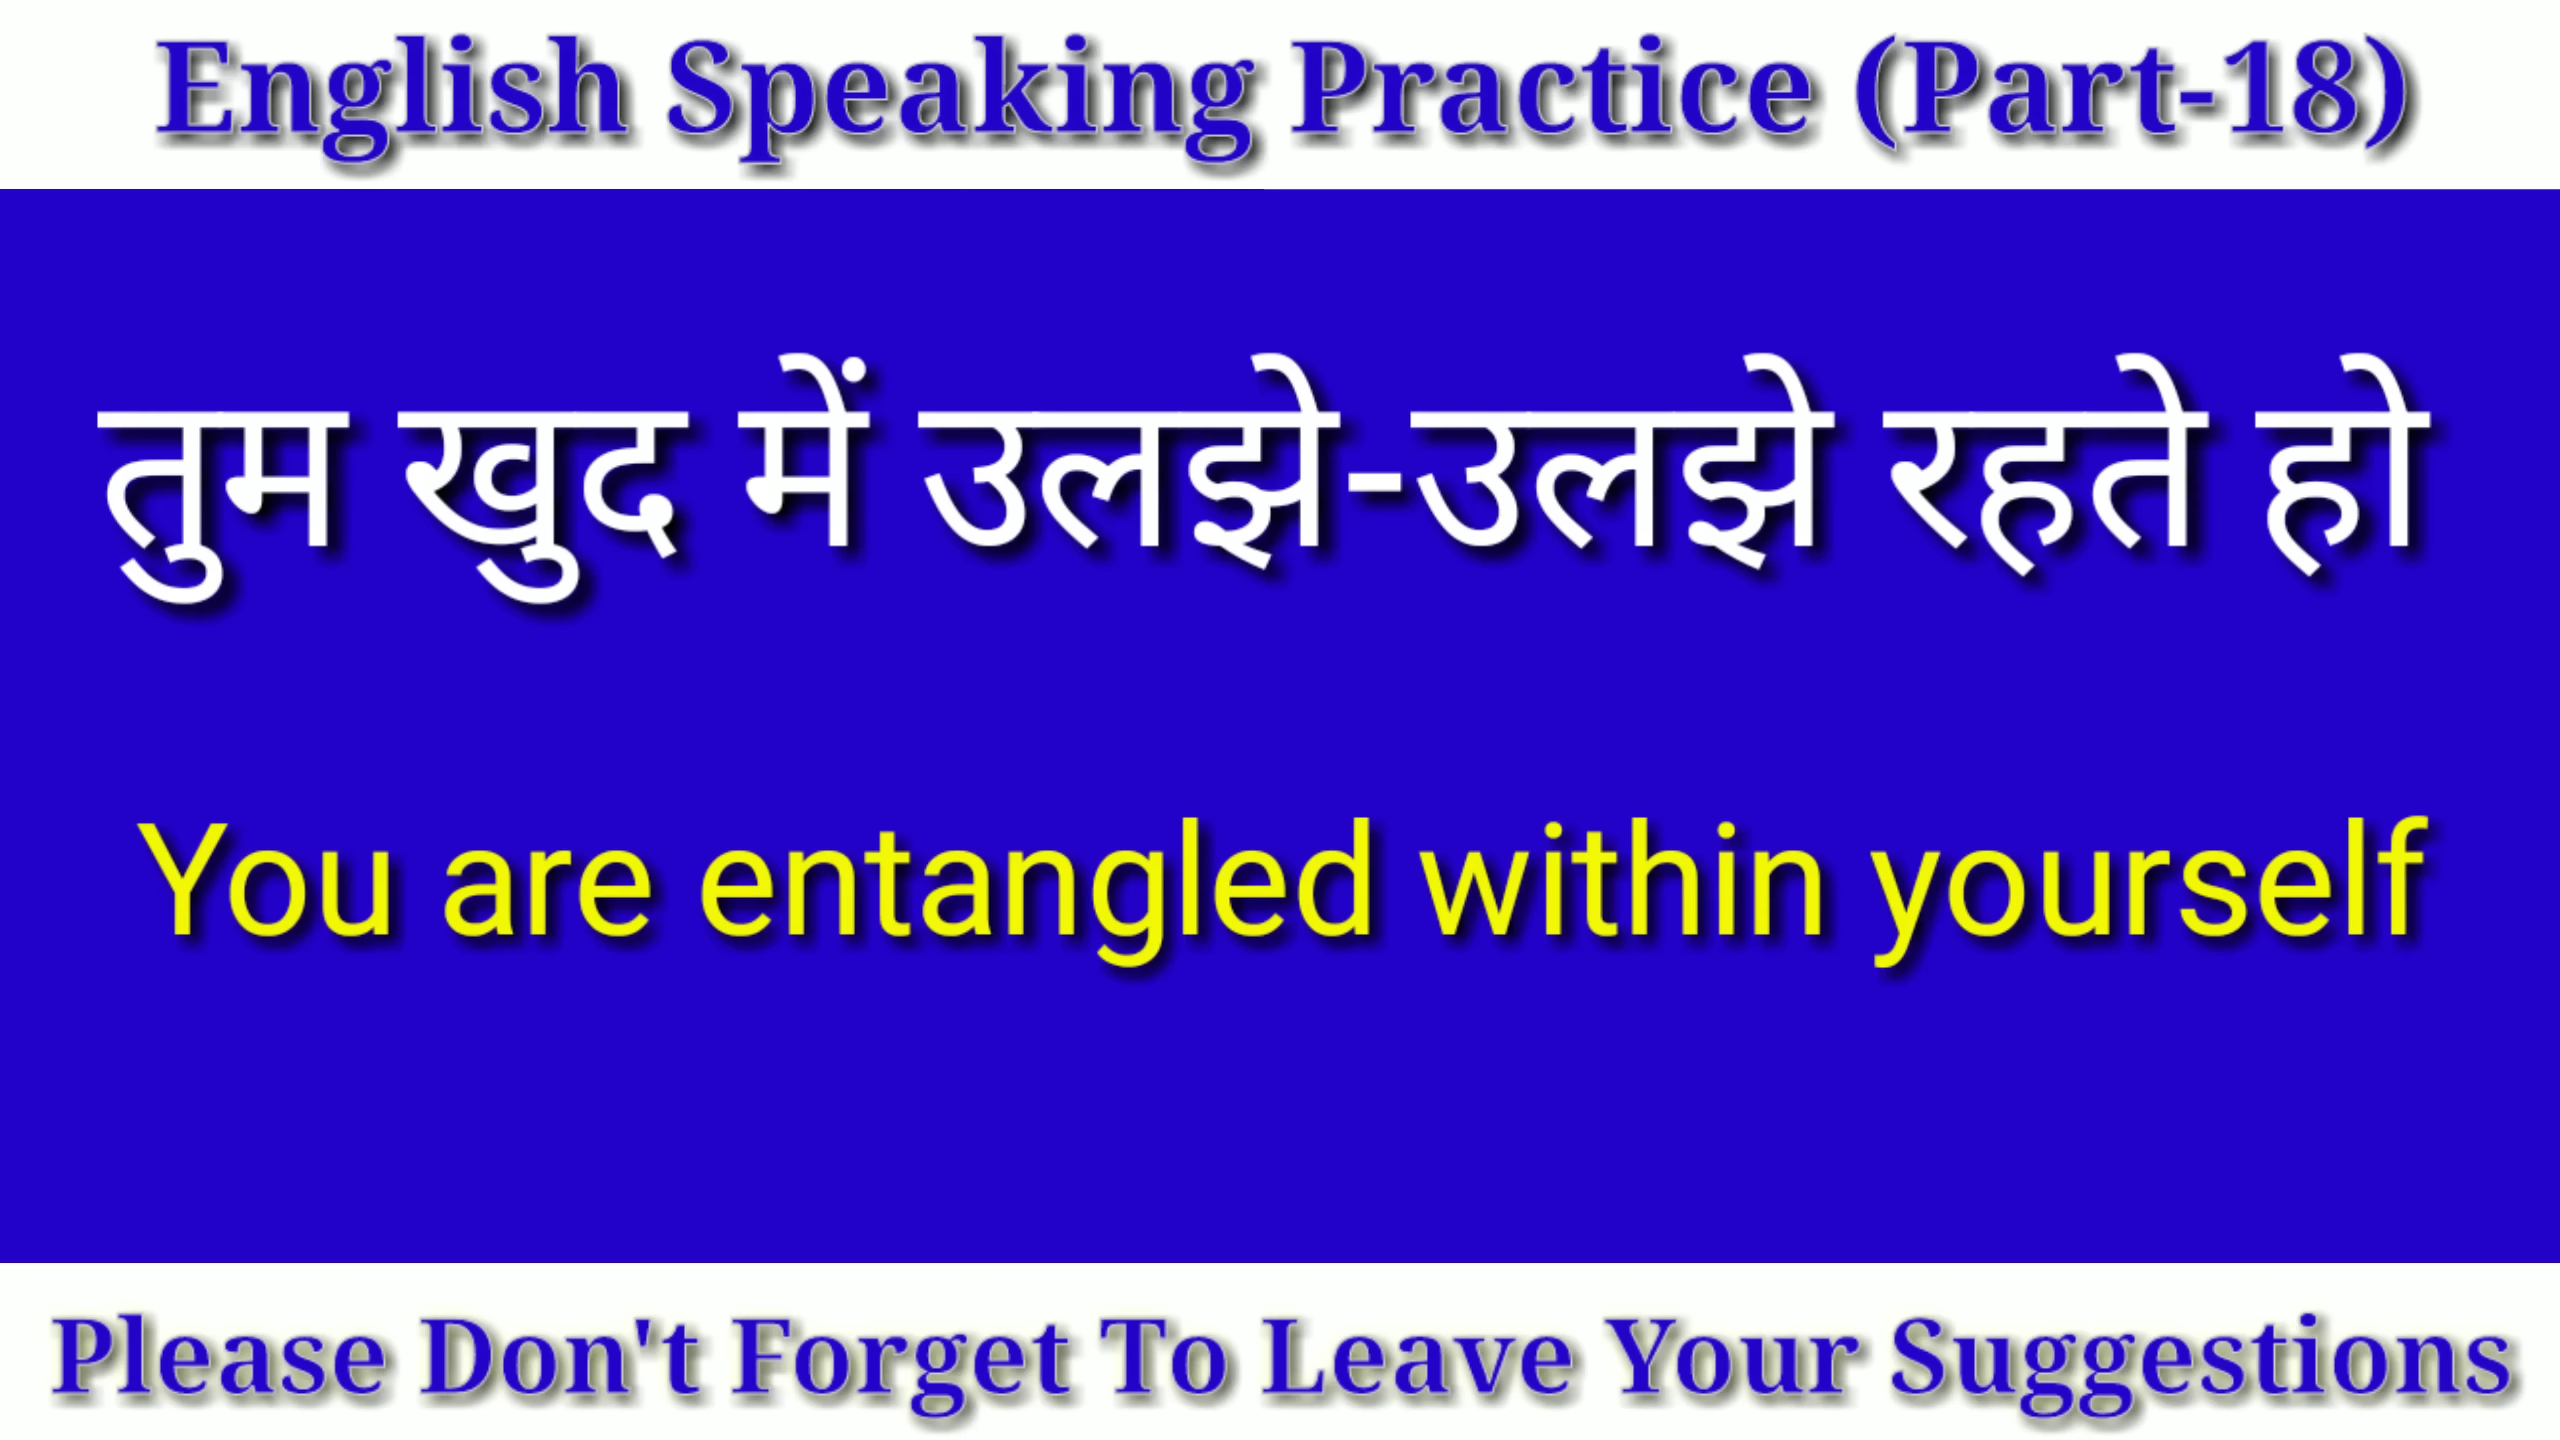 English Speaking Practice (Part-18)
तुम खुद में उलझे-उलझे रहते हो
You are entangled within yourself
Please Don't Forget To Leave Your Suggestions